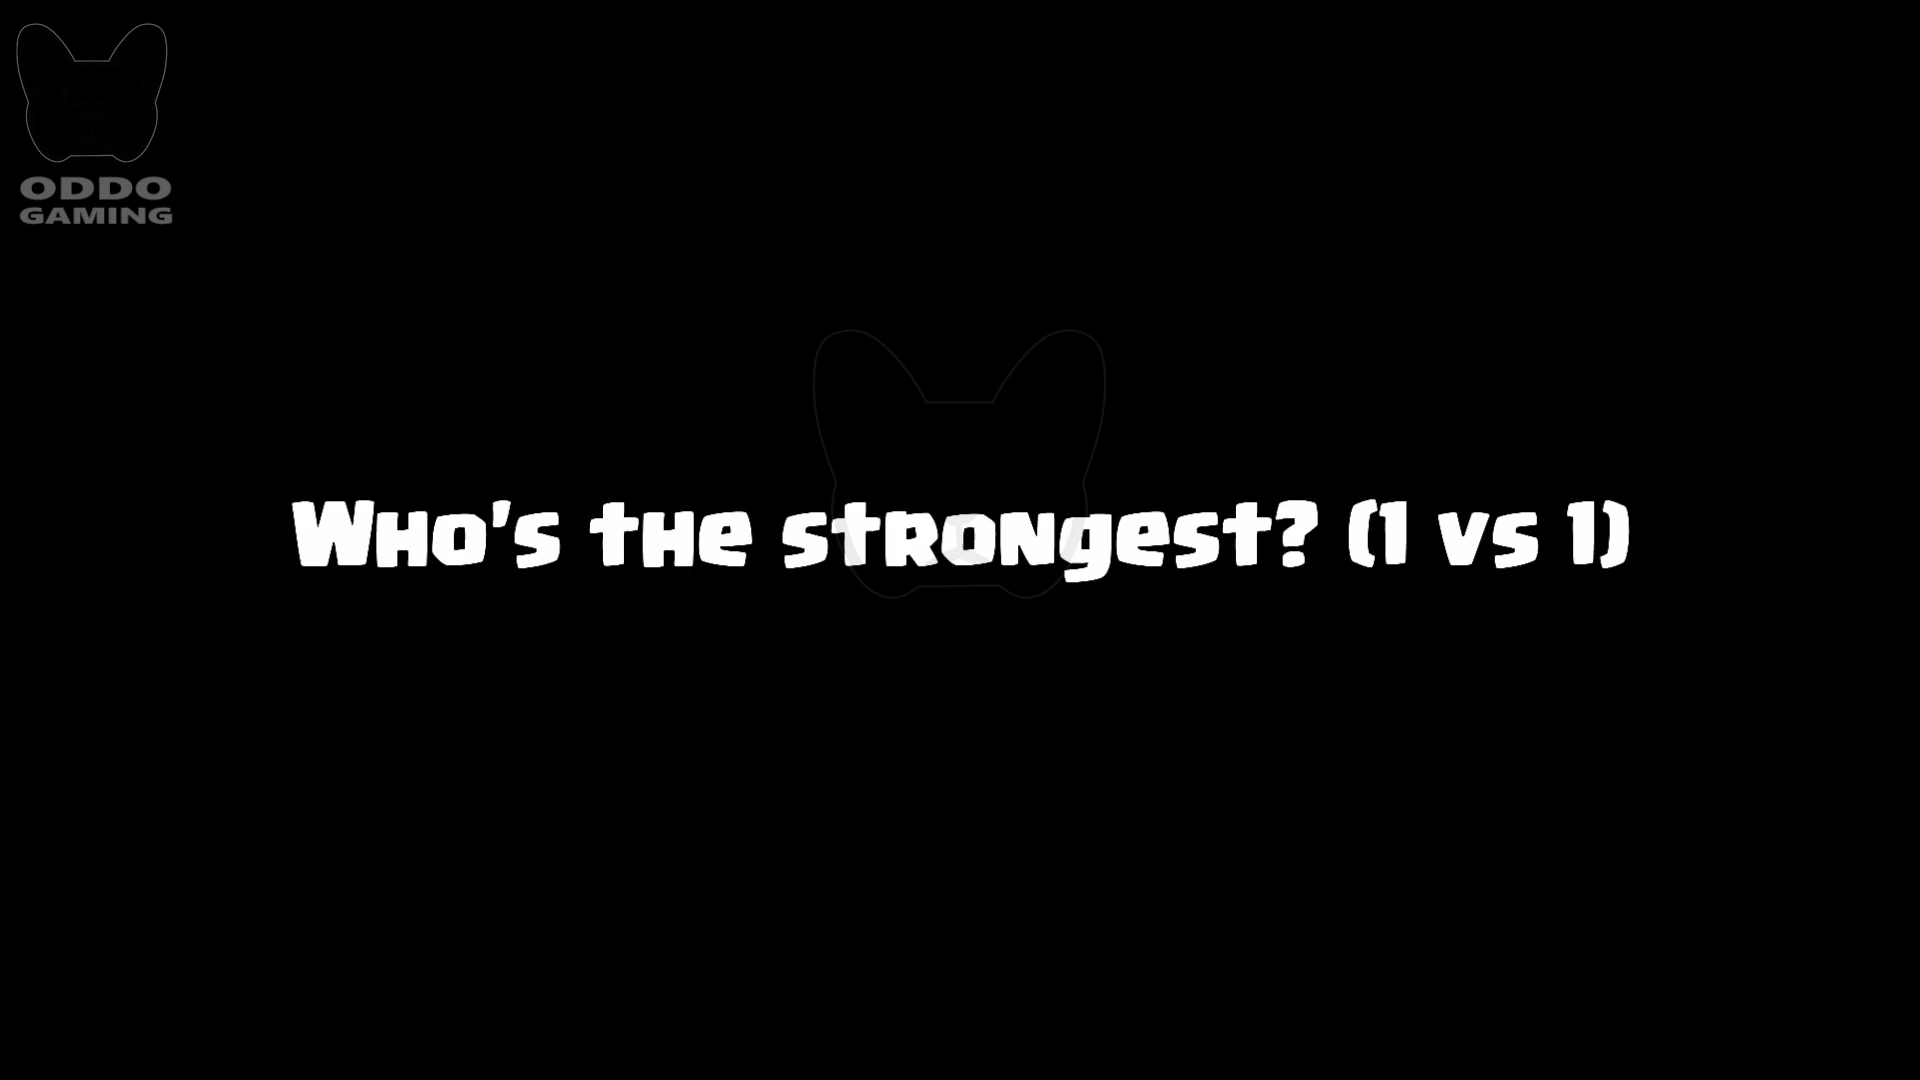 ODDO
GAMING
Who's the strongest? (1 vs 1)